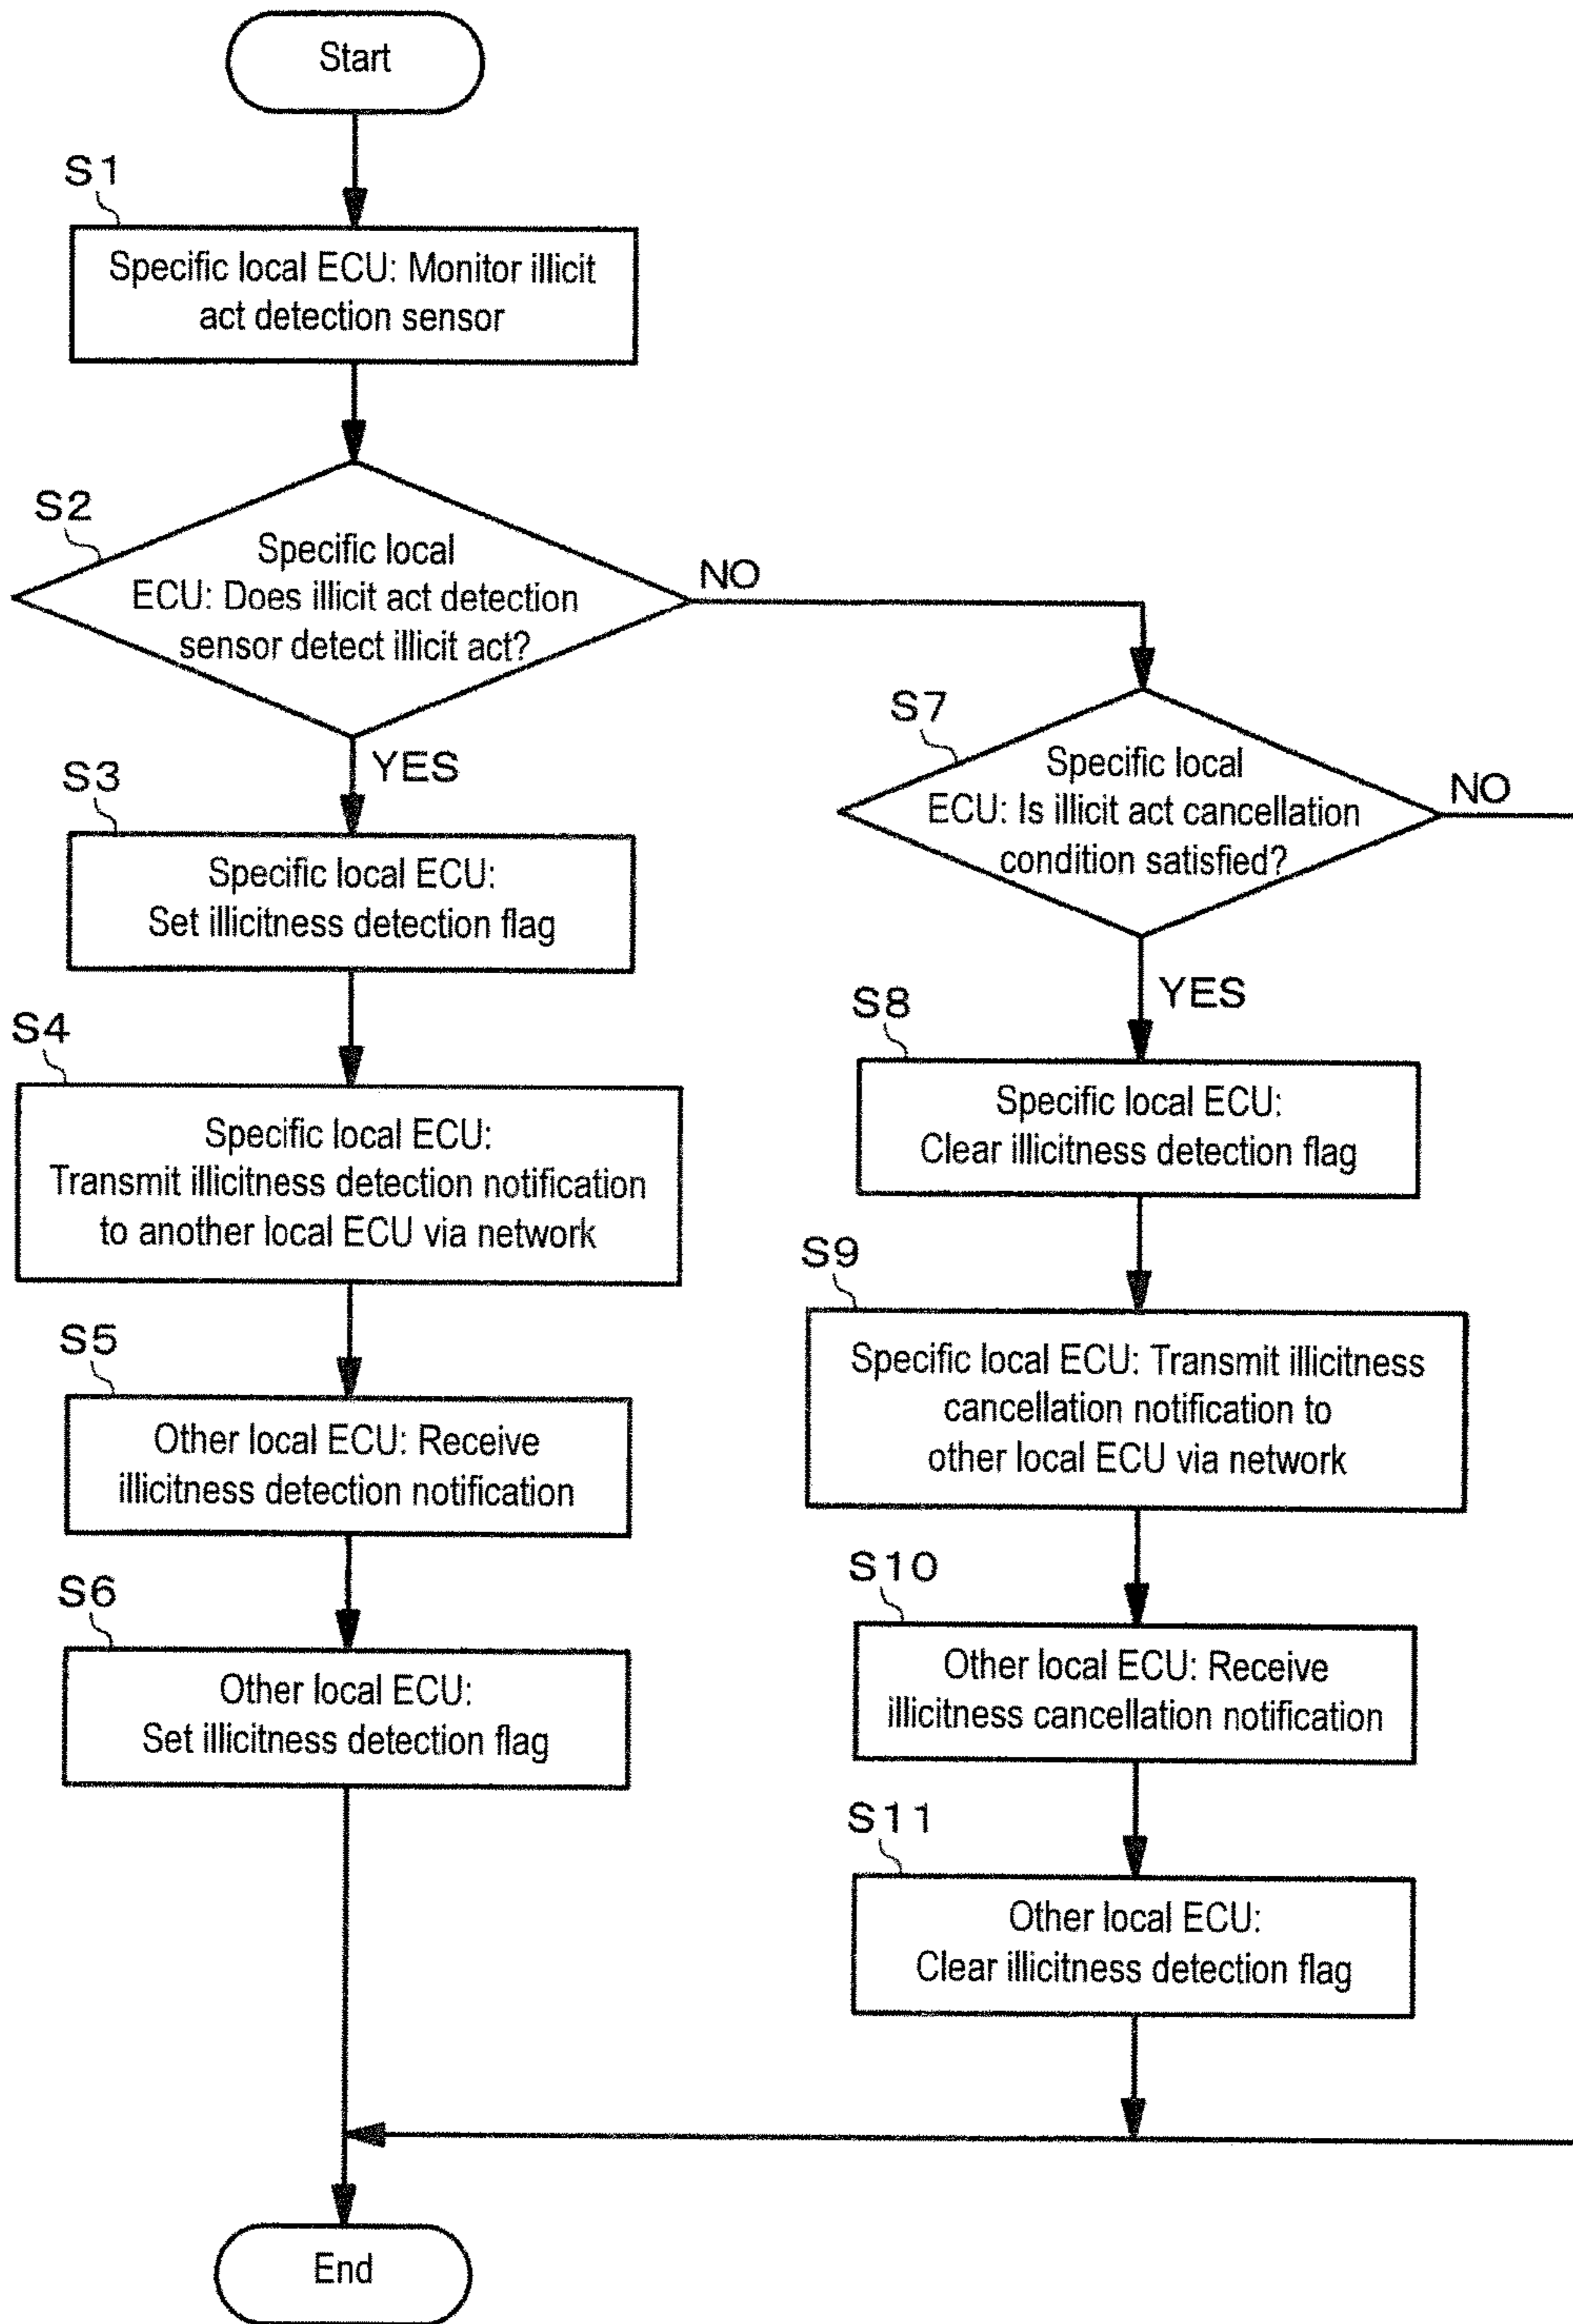 Start
S1
Specific local ECU: Monitor illicit
act detection sensor
S2
Specific local
ECU: Does illicit act detection
sensor detect illicit act?
NO
YES
S3
Specific local ECU:
Set illicitness detection flag
S4
Specific local ECU:
Transmit illicitness detection notification
to another local ECU via network
S5
Other local ECU: Receive
illicitness detection notification
S6
Other local ECU:
Set illicitness detection flag
S7
Specific local
ECU: Is illicit act cancellation
condition satisfied?
NO
YES
S8
Specific local ECU:
Clear illicitness detection flag
S9
Specific local ECU: Transmit illicitness
cancellation notification to
other local ECU via network
S10
Other local ECU: Receive
illicitness cancellation notification
S11
Other local ECU:
Clear illicitness detection flag
End